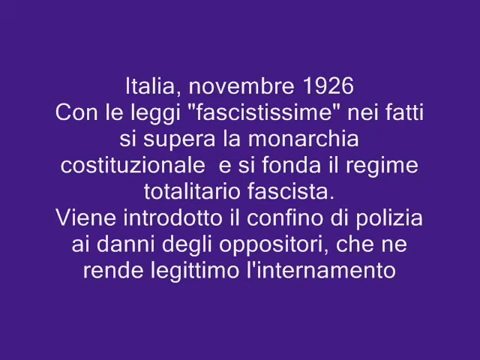 Italia, novembre 1926
Con le leggi "fascistissime" nei fatti
si supera la monarchia
costituzionale  e si fonda il regime
totalitario fascista.
Viene introdotto il confino di polizia
ai danni degli oppositori, che ne
rende legittimo l'internamento